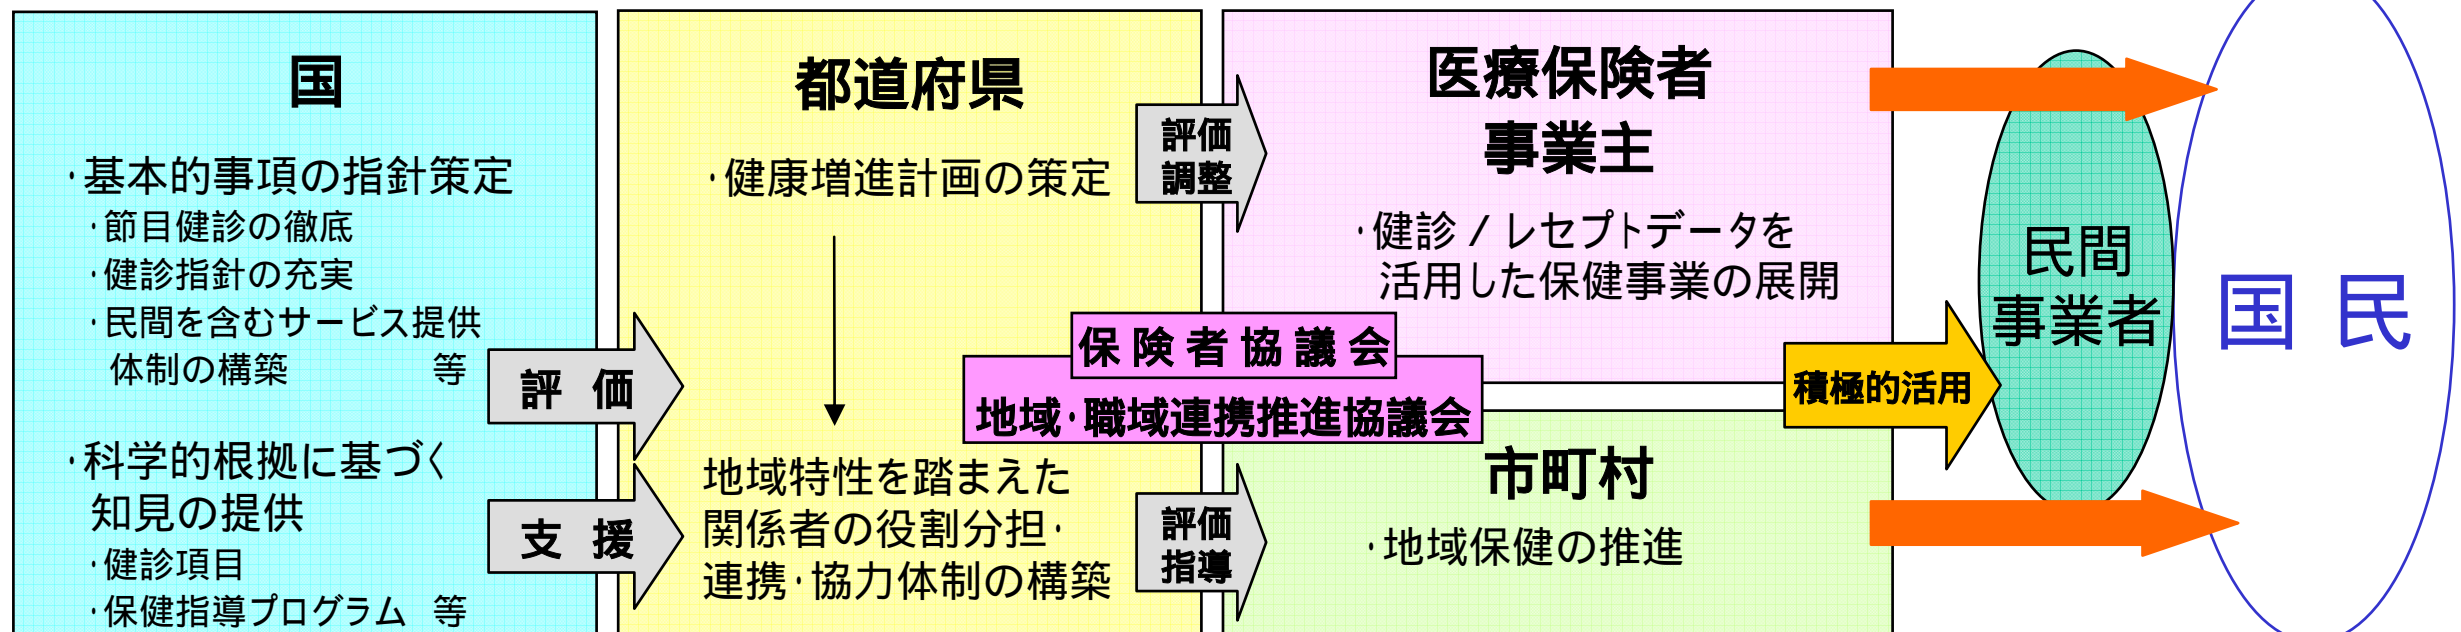 国
・基本的事項の指針策定
・節目健診の徹底
・健診指針の充実
・民間を含むサービス提供
体制の構築 等
・科学的根拠に基づく
知見の提供
・健診項目
・保健指導プログラム 等
評 価
支 援
都道府県
・健康増進計画の策定
地域特性を踏まえた
関係者の役割分担・
連携・協力体制の構築
評価
調整
評価
指導
医療保険者
事業主
・健診/レセプトデータを
活用した保健事業の展開
保険者協議会
地域・職域連携推進協議会
市町村
・地域保健の推進
積極的活用
民間
事業者
国 民